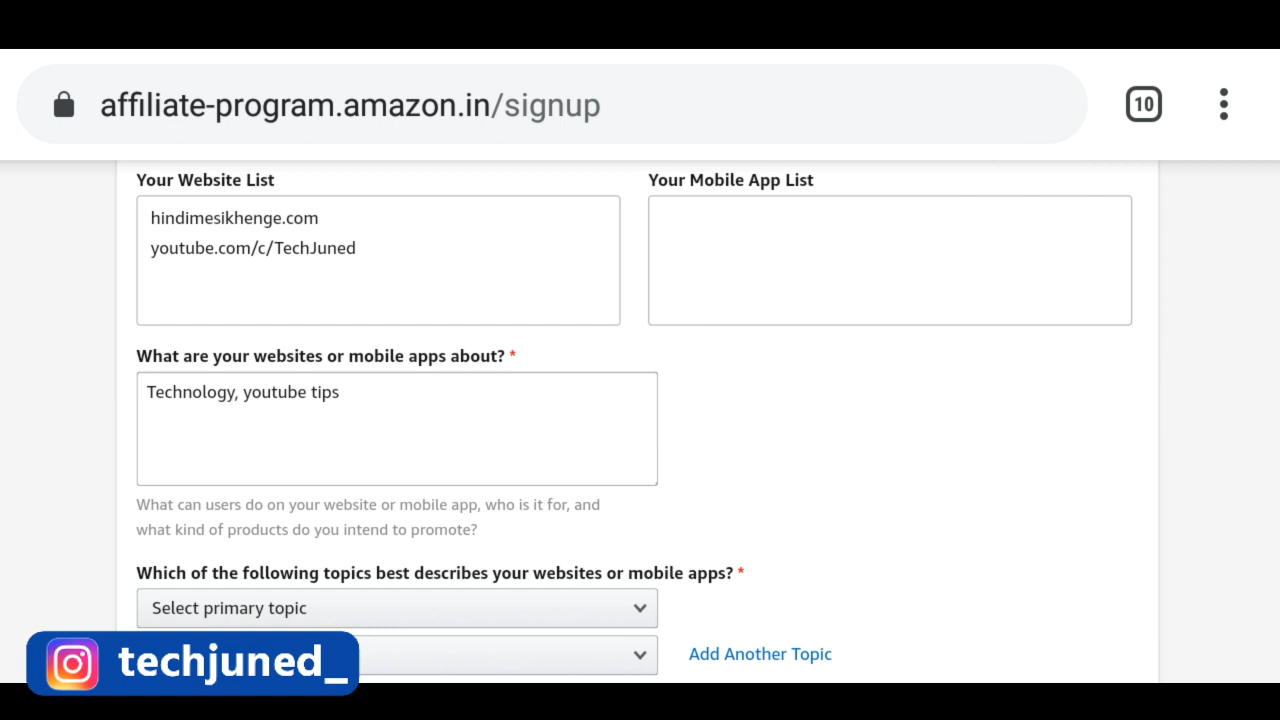 affiliate-program.amazon.in/signup
10
Your Website List
Your Mobile App List
hindimesikhenge.com
youtube.com/c/TechJuned
What are your websites or mobile apps about? *
Technology, youtube tips
What can users do on your website or mobile app, who is it for, and
what kind of products do you intend to promote?
Which of the following topics best describes your websites or mobile apps? *
Select primary topic
Add Another Topic
techjuned_